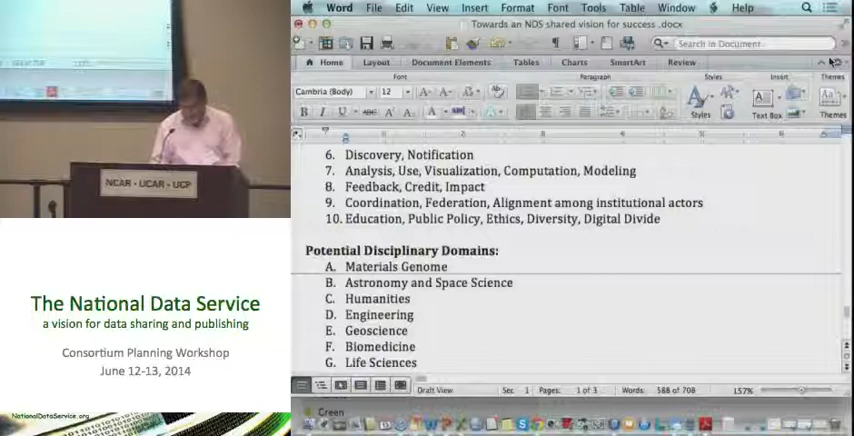 Word File Edit View Insert Format Font Tools Table Window Help
Towards an NDS shared vision for success .docx
Search in Document
Home Layout Document Elements Tables Charts SmartArt Review
Font Paragraph Styles Insert Themes
Cambria (Body) 12
B I U ABC
Styles Text Box Themes
6. Discovery, Notification
7. Analysis, Use, Visualization, Computation, Modeling
8. Feedback, Credit, Impact
9. Coordination, Federation, Alignment among institutional actors
10. Education, Public Policy, Ethics, Diversity, Digital Divide
Potential Disciplinary Domains:
A. Materials Genome
B. Astronomy and Space Science
C. Humanities
D. Engineering
E. Geoscience
F. Biomedicine
G. Life Sciences
Draft View Sec 1 Pages: 1 of 3 Words: 588 of 708 157%
Green
NCAR - UCAR - UCP
The National Data Service
a vision for data sharing and publishing
Consortium Planning Workshop
June 12-13, 2014
NationalDataService.org